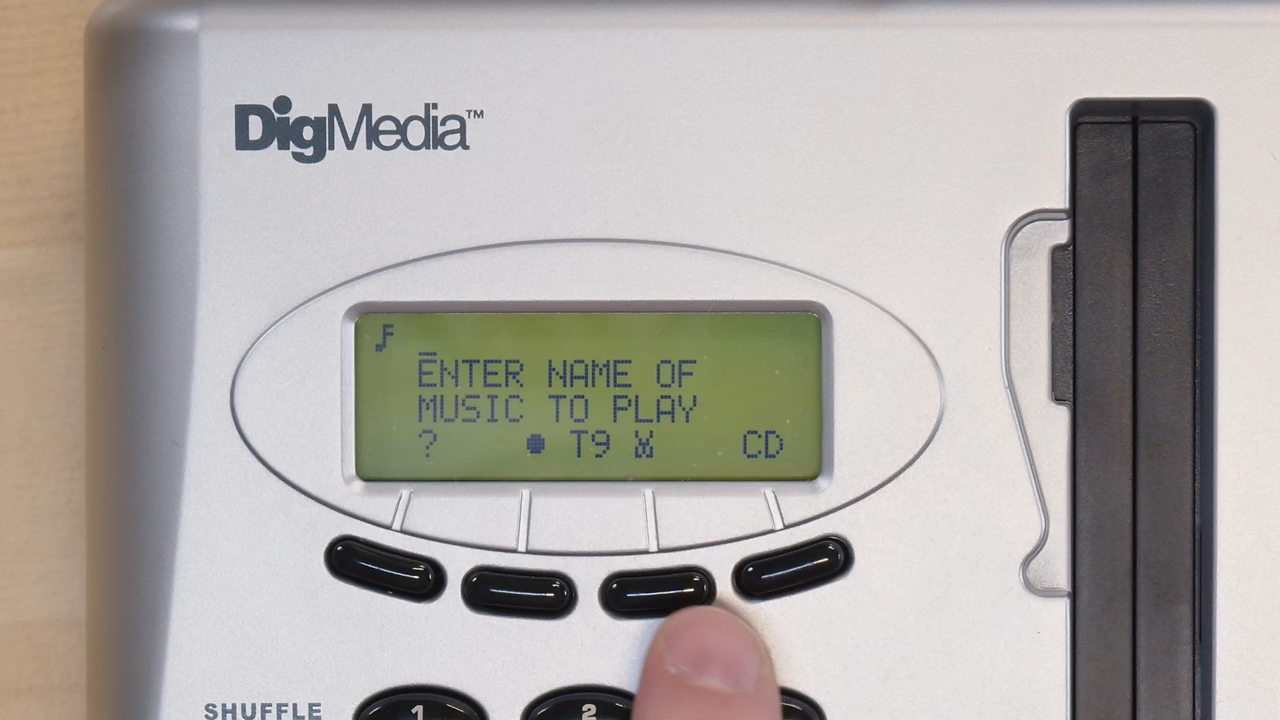 DigMedia™
ENTER NAME OF
MUSIC TO PLAY
? T9 CD
SHUFFLE 1 2